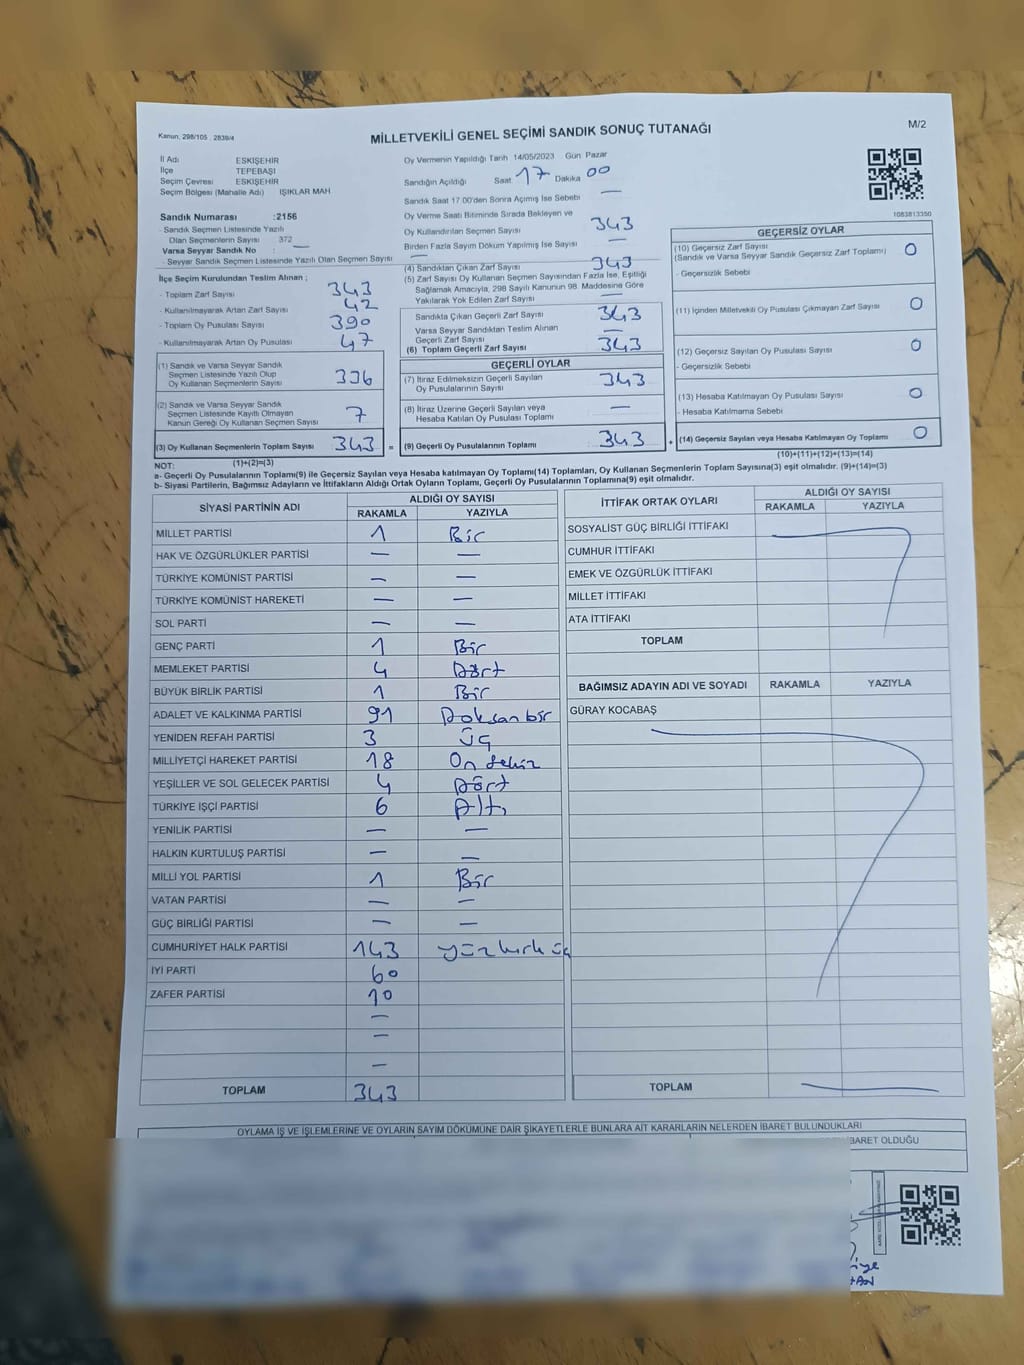 Kanun, 298/105 , 2839/4
MİLLETVEKİLİ GENEL SEÇİMİ SANDIK SONUÇ TUTANAĞI
M/2
İl Adı ESKİŞEHİR
İlçe TEPEBAŞI
Seçim Çevresi ESKİŞEHİR
Seçim Bölgesi (Mahalle Adı) IŞIKLAR MAH
Sandık Numarası :2156
- Sandık Seçmen Listesinde Yazılı
Olan Seçmenlerin Sayısı 372
Varsa Seyyar Sandık No : —
- Seyyar Sandık Seçmen Listesinde Yazılı Olan Seçmen Sayısı —
İlçe Seçim Kurulundan Teslim Alınan ;
- Toplam Zarf Sayısı 343
- Kullanılmayarak Artan Zarf Sayısı 42
- Toplam Oy Pusulası Sayısı 390
- Kullanılmayarak Artan Oy Pusulası 47
(1) Sandık ve Varsa Seyyar Sandık
Seçmen Listesinde Yazılı Olup
Oy Kullanan Seçmenlerin Sayısı 336
(2) Sandık ve Varsa Seyyar Sandık
Seçmen Listesinde Kayıtlı Olmayan
Kanun Gereği Oy Kullanan Seçmen Sayısı 7
(3) Oy Kullanan Seçmenlerin Toplam Sayısı 343 =
Oy Vermenin Yapıldığı Tarih 14/05/2023 Gün Pazar
Sandığın Açıldığı Saat 17 Dakika 00
Sandık Saat 17.00'den Sonra Açımış İse Sebebi —
Oy Verme Saati Bitiminde Sırada Bekleyen ve
Oy Kullandırılan Seçmen Sayısı 343
Birden Fazla Sayım Döküm Yapılmış İse Sayısı —
(4) Sandıktan Çıkan Zarf Sayısı 343
(5) Zarf Sayısı Oy Kullanan Seçmen Sayısından Fazla İse, Eşitliği
Sağlamak Amacıyla, 298 Sayılı Kanunun 98. Maddesine Göre
Yakılarak Yok Edilen Zarf Sayısı —
Sandıkta Çıkan Geçerli Zarf Sayısı 343
Varsa Seyyar Sandıktan Teslim Alınan
Geçerli Zarf Sayısı —
(6) Toplam Geçerli Zarf Sayısı 343
GEÇERLİ OYLAR
(7) İtiraz Edilmeksizin Geçerli Sayılan
Oy Pusulalarının Sayısı 343
(8) İtiraz Üzerine Geçerli Sayılan veya
Hesaba Katılan Oy Pusulası Toplamı —
(9) Geçerli Oy Pusulalarının Toplamı 343 +
1083813350
GEÇERSİZ OYLAR
(10) Geçersiz Zarf Sayısı
(Sandık ve Varsa Seyyar Sandık Geçersiz Zarf Toplamı) 0
- Geçersizlik Sebebi
(11) İçinden Milletvekili Oy Pusulası Çıkmayan Zarf Sayısı 0
(12) Geçersiz Sayılan Oy Pusulası Sayısı 0
- Geçersizlik Sebebi
(13) Hesaba Katılmayan Oy Pusulası Sayısı 0
- Hesaba Katılmama Sebebi
(14) Geçersiz Sayılan veya Hesaba Katılmayan Oy Toplamı 0
(10)+(11)+(12)+(13)=(14)
NOT: (1)+(2)=(3)
a- Geçerli Oy Pusulalarının Toplamı(9) ile Geçersiz Sayılan veya Hesaba katılmayan Oy Toplamı(14) Toplamları, Oy Kullanan Seçmenlerin Toplam Sayısına(3) eşit olmalıdır. (9)+(14)=(3)
b- Siyasi Partilerin, Bağımsız Adayların ve İttifakların Aldığı Ortak Oyların Toplamı, Geçerli Oy Pusulalarının Toplamına(9) eşit olmalıdır.
SİYASİ PARTİNİN ADI ALDIĞI OY SAYISI
RAKAMLA YAZIYLA
MİLLET PARTİSİ 1 Bir
HAK VE ÖZGÜRLÜKLER PARTİSİ — —
TÜRKİYE KOMÜNİST PARTİSİ — —
TÜRKİYE KOMÜNİST HAREKETİ — —
SOL PARTİ — —
GENÇ PARTİ 1 Bir
MEMLEKET PARTİSİ 4 Dört
BÜYÜK BİRLİK PARTİSİ 1 Bir
ADALET VE KALKINMA PARTİSİ 91 Doksan bir
YENİDEN REFAH PARTİSİ 3 üç
MİLLİYETÇİ HAREKET PARTİSİ 18 On sekiz
YEŞİLLER VE SOL GELECEK PARTİSİ 4 Dört
TÜRKİYE İŞÇİ PARTİSİ 6 Altı
YENİLİK PARTİSİ — —
HALKIN KURTULUŞ PARTİSİ — —
MİLLİ YOL PARTİSİ 1 Bir
VATAN PARTİSİ — —
GÜÇ BİRLİĞİ PARTİSİ — —
CUMHURİYET HALK PARTİSİ 143 yüz kırk üç
İYİ PARTİ 60
ZAFER PARTİSİ 10
—
—
—
TOPLAM 343
İTTİFAK ORTAK OYLARI ALDIĞI OY SAYISI
RAKAMLA YAZIYLA
SOSYALİST GÜÇ BİRLİĞİ İTTİFAKI
CUMHUR İTTİFAKI
EMEK VE ÖZGÜRLÜK İTTİFAKI
MİLLET İTTİFAKI
ATA İTTİFAKI
TOPLAM
BAĞIMSIZ ADAYIN ADI VE SOYADI RAKAMLA YAZIYLA
GÜRAY KOCABAŞ
TOPLAM —
OYLAMA İŞ VE İŞLEMLERİNE VE OYLARIN SAYIM DÖKÜMÜNE DAİR ŞİKAYETLERLE BUNLARA AİT KARARLARIN NELERDEN İBARET BULUNDUKLARI
İBARET OLDUĞU